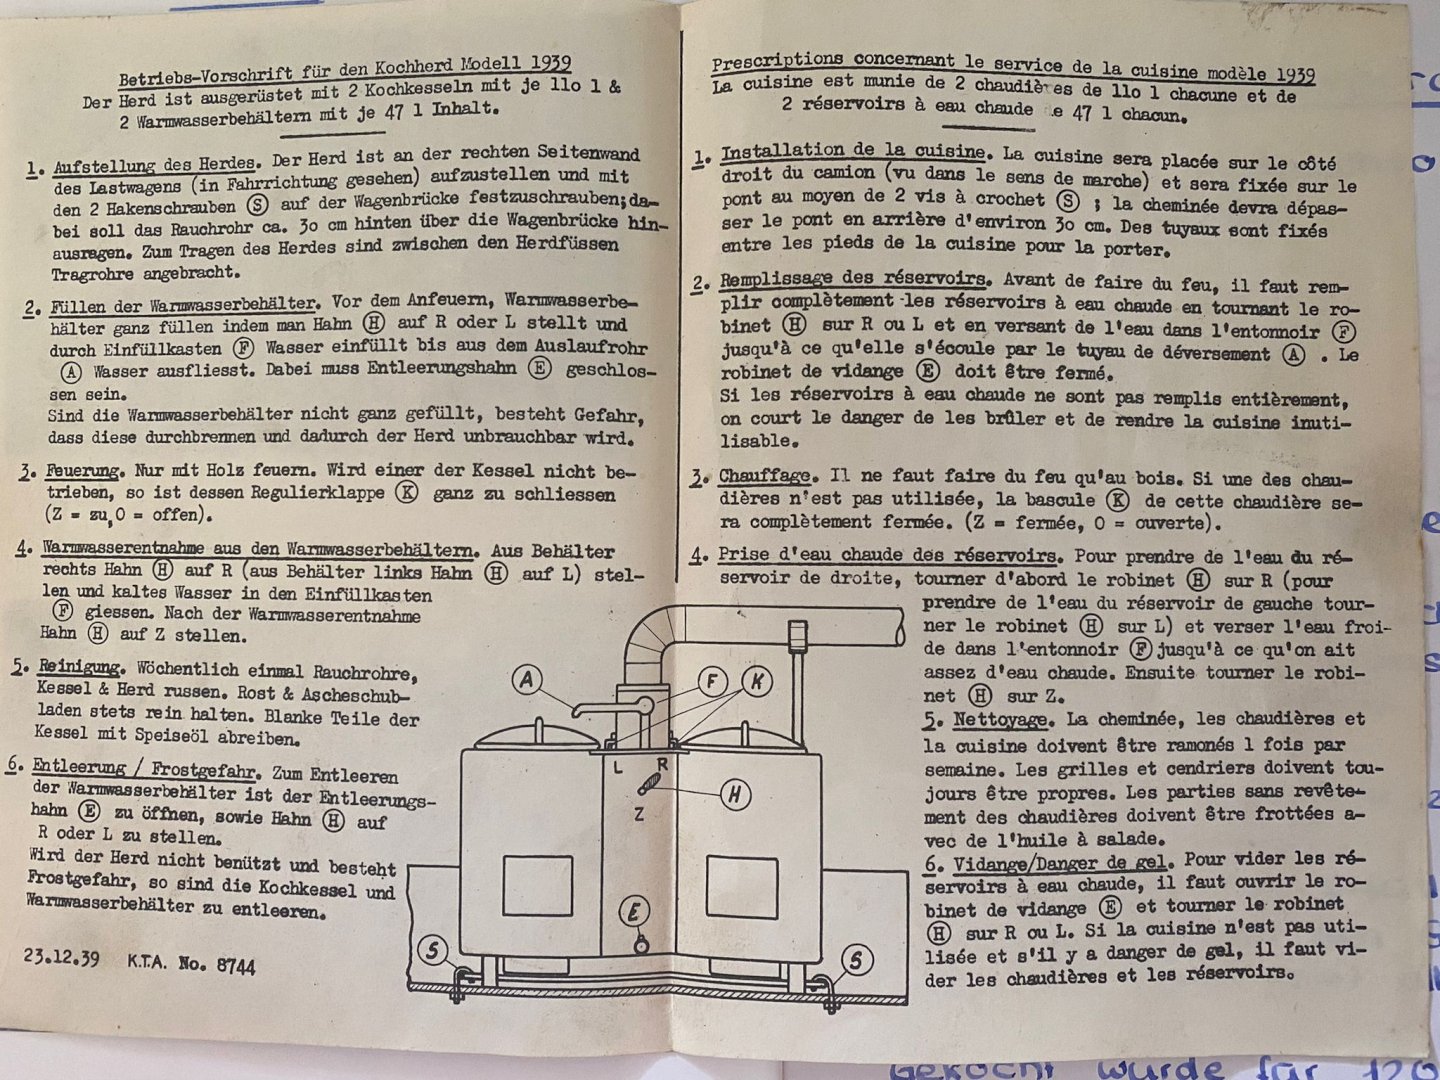 Betriebs-Vorschrift für den Kochherd Modell 1939
Der Herd ist ausgerüstet mit 2 Kochkesseln mit je 110 l &
2 Warmwasserbehältern mit je 47 l Inhalt.
1. Aufstellung des Herdes. Der Herd ist an der rechten Seitenwand
des Lastwagens (in Fahrrichtung gesehen) aufzustellen und mit
den 2 Hakenschrauben (S) auf der Wagenbrücke festzuschrauben; da-
bei soll das Rauchrohr ca. 30 cm hinten über die Wagenbrücke hin-
ausragen. Zum Tragen des Herdes sind zwischen den Herdfüssen
Tragrohre angebracht.
2. Füllen der Warmwasserbehälter. Vor dem Anfeuern, Warmwasserbe-
hälter ganz füllen indem man Hahn (H) auf R oder L stellt und
durch Einfüllkasten (F) Wasser einfüllt bis aus dem Auslaufrohr
(A) Wasser ausfliesst. Dabei muss Entleerungshahn (E) geschlos-
sen sein.
Sind die Warmwasserbehälter nicht ganz gefüllt, besteht Gefahr,
dass diese durchbrennen und dadurch der Herd unbrauchbar wird.
3. Feuerung. Nur mit Holz feuern. Wird einer der Kessel nicht be-
trieben, so ist dessen Regulierklappe (K) ganz zu schliessen
(Z = zu, O = offen).
4. Warmwasserentnahme aus den Warmwasserbehältern. Aus Behälter
rechts Hahn (H) auf R (aus Behälter links Hahn (H) auf L) stel-
len und kaltes Wasser in den Einfüllkasten
(F) giessen. Nach der Warmwasserentnahme
Hahn (H) auf Z stellen.
5. Reinigung. Wöchentlich einmal Rauchrohre,
Kessel & Herd russen. Rost & Ascheschub-
laden stets rein halten. Blanke Teile der
Kessel mit Speiseöl abreiben.
6. Entleerung / Frostgefahr. Zum Entleeren
der Warmwasserbehälter ist der Entleerungs-
hahn (E) zu öffnen, sowie Hahn (H) auf
R oder L zu stellen.
Wird der Herd nicht benützt und besteht
Frostgefahr, so sind die Kochkessel und
Warmwasserbehälter zu entleeren.
23.12.39 K.T.A. No. 8744
Prescriptions concernant le service de la cuisine modèle 1939
La cuisine est munie de 2 chaudières de 110 l chacune et de
2 réservoirs à eau chaude e 47 l chacun.
1. Installation de la cuisine. La cuisine sera placée sur le côté
droit du camion (vu dans le sens de marche) et sera fixée sur le
pont au moyen de 2 vis à crochet (S) ; la cheminée devra dépas-
ser le pont en arrière d'environ 30 cm. Des tuyaux sont fixés
entre les pieds de la cuisine pour la porter.
2. Remplissage des réservoirs. Avant de faire du feu, il faut rem-
plir complètement les réservoirs à eau chaude en tournant le ro-
binet (H) sur R ou L et en versant de l'eau dans l'entonnoir (F)
jusqu'à ce qu'elle s'écoule par le tuyau de déversement (A) . Le
robinet de vidange (E) doit être fermé.
Si les réservoirs à eau chaude ne sont pas remplis entièrement,
on court le danger de les brûler et de rendre la cuisine inuti-
lisable.
3. Chauffage. Il ne faut faire du feu qu'au bois. Si une des chau-
dières n'est pas utilisée, la bascule (K) de cette chaudière se-
ra complètement fermée. (Z = fermée, O = ouverte).
4. Prise d'eau chaude des réservoirs. Pour prendre de l'eau du ré-
servoir de droite, tourner d'abord le robinet (H) sur R (pour
prendre de l'eau du réservoir de gauche tour-
ner le robinet (H) sur L) et verser l'eau froi-
de dans l'entonnoir (F) jusqu'à ce qu'on ait
assez d'eau chaude. Ensuite tourner le robi-
net (H) sur Z.
5. Nettoyage. La cheminée, les chaudières et
la cuisine doivent être ramonés 1 fois par
semaine. Les grilles et cendriers doivent tou-
jours être propres. Les parties sans revête-
ment des chaudières doivent être frottées a-
vec de l'huile à salade.
6. Vidange/Danger de gel. Pour vider les ré-
servoirs à eau chaude, il faut ouvrir le ro-
binet de vidange (E) et tourner le robinet
(H) sur R ou L. Si la cuisine n'est pas uti-
lisée et s'il y a danger de gel, il faut vi-
der les chaudières et les réservoirs.
A
F
K
L
R
H
Z
E
S
S
Gekocht wurde für 120